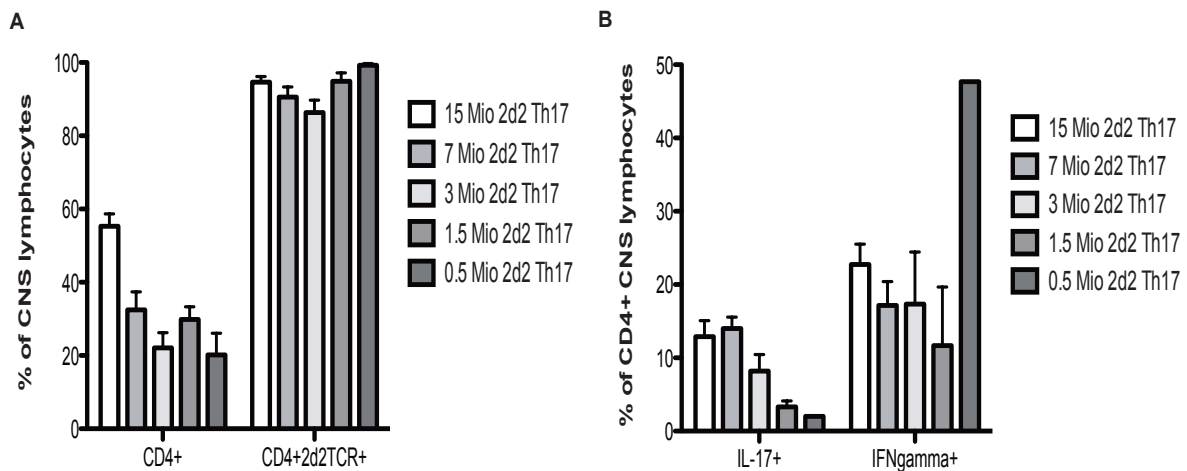 A
% of CNS lymphocytes
100
80
60
40
20
0
CD4+
CD4+2d2TCR+
15 Mio 2d2 Th17
7 Mio 2d2 Th17
3 Mio 2d2 Th17
1.5 Mio 2d2 Th17
0.5 Mio 2d2 Th17
B
% of CD4+ CNS lymphocytes
50
40
30
20
10
0
IL-17+
IFNgamma+
15 Mio 2d2 Th17
7 Mio 2d2 Th17
3 Mio 2d2 Th17
1.5 Mio 2d2 Th17
0.5 Mio 2d2 Th17